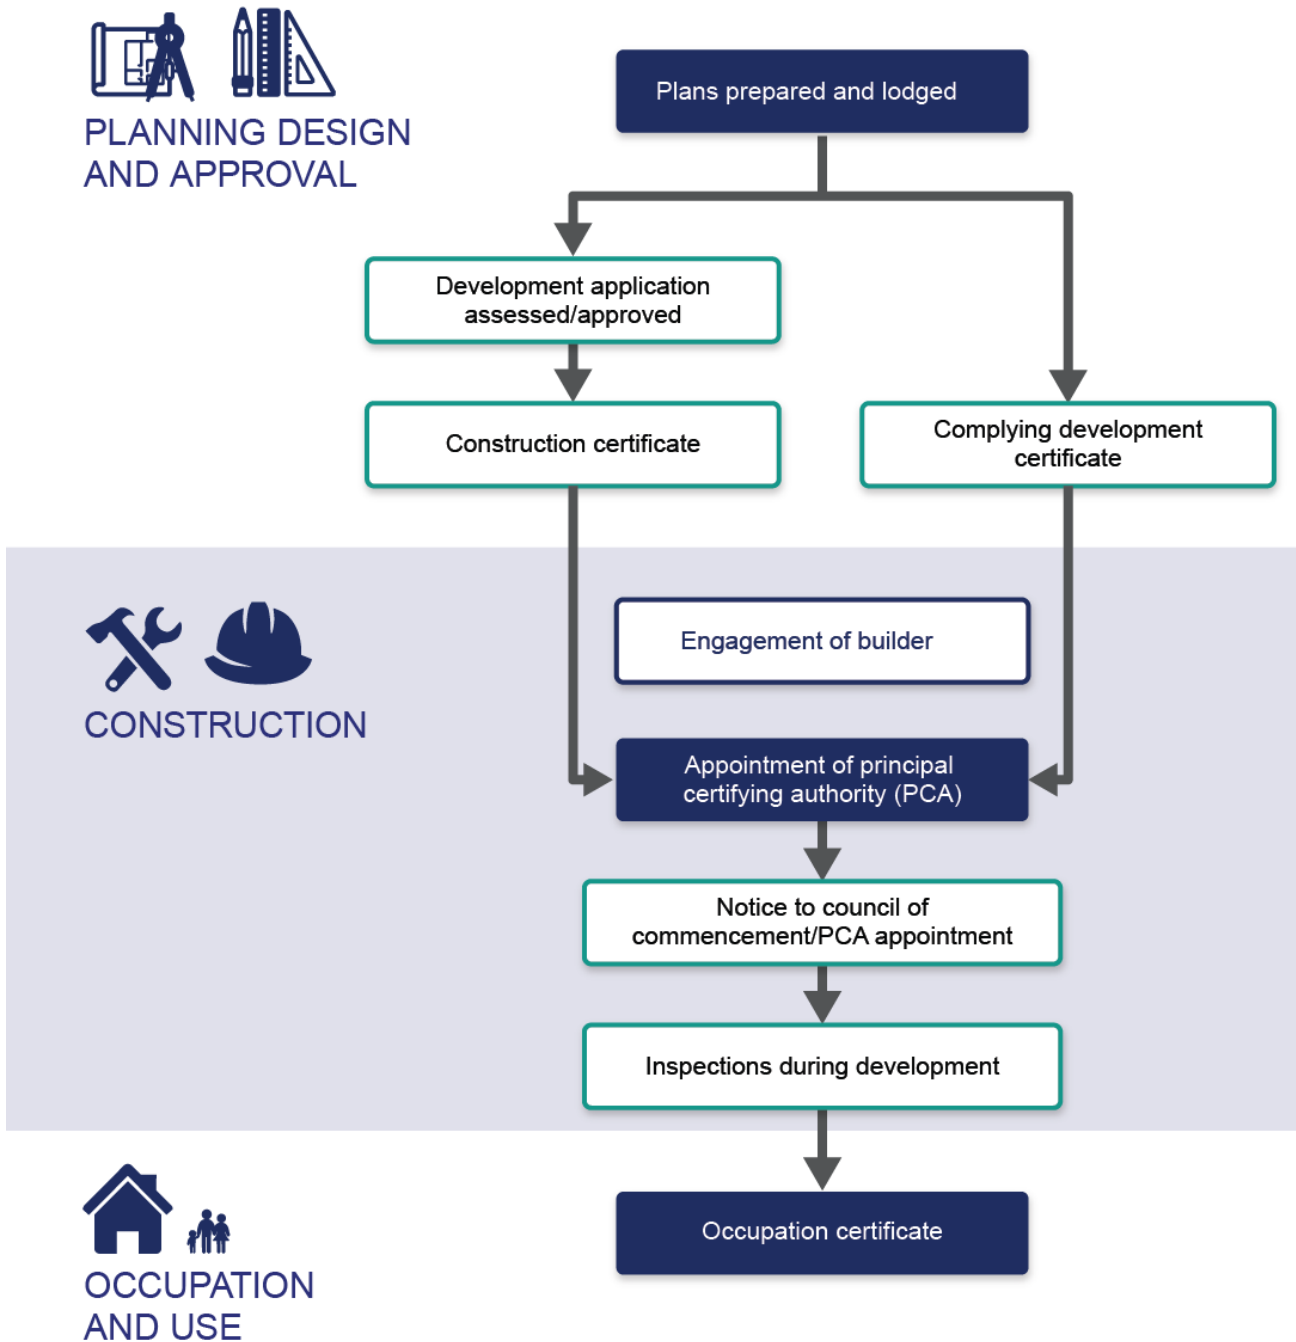 PLANNING DESIGN
AND APPROVAL
Plans prepared and lodged
Development application
assessed/approved
Construction certificate
Complying development
certificate
CONSTRUCTION
Engagement of builder
Appointment of principal
certifying authority (PCA)
Notice to council of
commencement/PCA appointment
Inspections during development
OCCUPATION
AND USE
Occupation certificate